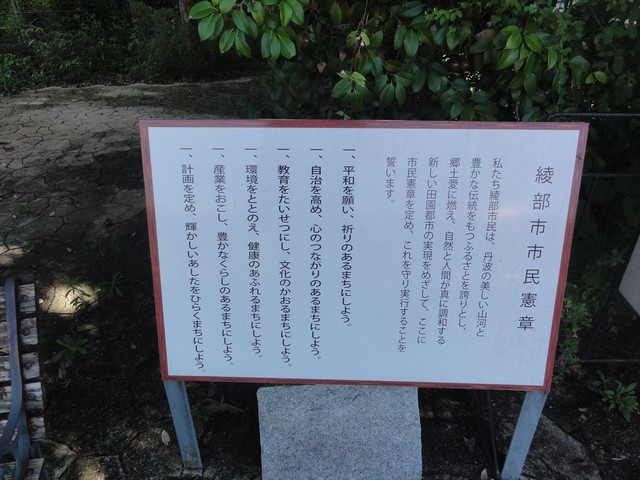 綾部市市民憲章
私たち綾部市民は、丹波の美しい山河と
豊かな伝統をもつふるさとを誇りとし、
郷土愛に燃え、自然と人間が真に調和する
新しい田園都市の実現をめざして、ここに
市民憲章を定め、これを守り実行することを
誓います。
一、平和を願い、祈りのあるまちにしよう。
一、自治を高め、心のつながりのあるまちにしよう。
一、教育をたいせつにし、文化のかおるまちにしよう。
一、環境をととのえ、健康のあふれるまちにしよう。
一、産業をおこし、豊かなくらしのあるまちにしよう。
一、計画を定め、輝かしいあしたをひらくまちにしよう。